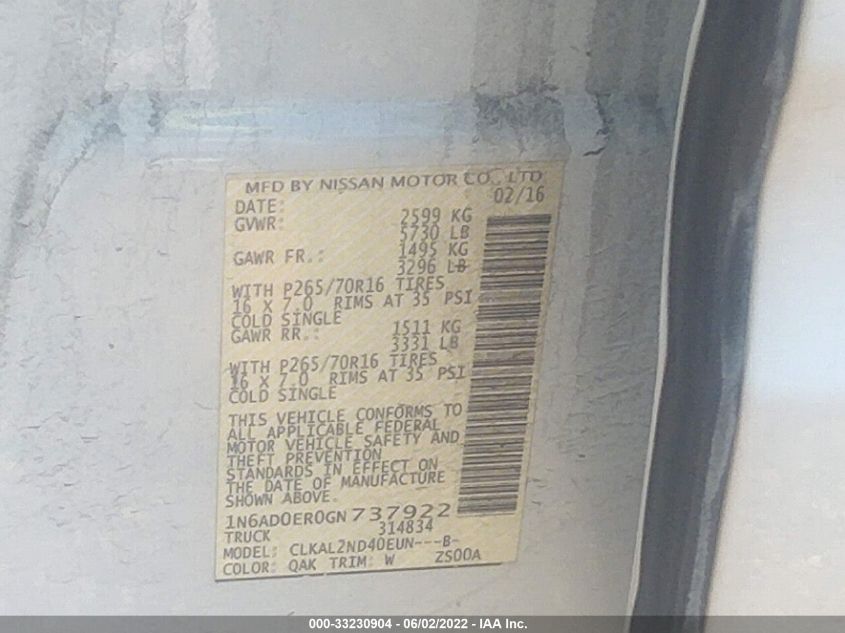 MFD BY NISSAN MOTOR CO., LTD
DATE: 02/16
GVWR: 2599 KG
5730 LB
GAWR FR.: 1495 KG
3296 LB
WITH P265/70R16 TIRES
16 X 7.0 RIMS AT 35 PSI
COLD SINGLE
GAWR RR.: 1511 KG
3331 LB
WITH P265/70R16 TIRES
16 X 7.0 RIMS AT 35 PSI
COLD SINGLE
THIS VEHICLE CONFORMS TO
ALL APPLICABLE FEDERAL
MOTOR VEHICLE SAFETY AND
THEFT PREVENTION
STANDARDS IN EFFECT ON
THE DATE OF MANUFACTURE
SHOWN ABOVE.
1N6AD0ER0GN737922
TRUCK 314834
MODEL: CLKAL2ND40EUN---B-
COLOR: QAK TRIM: W ZS00A
000-33230904 - 06/02/2022 - IAA Inc.